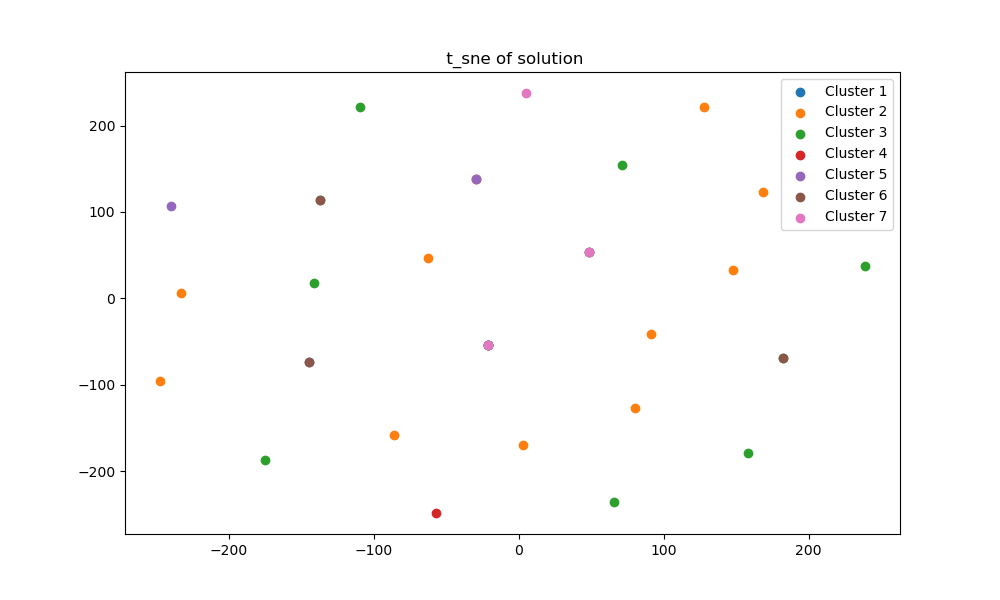 t_sne of solution
Cluster 1
Cluster 2
Cluster 3
Cluster 4
Cluster 5
Cluster 6
Cluster 7
200
100
0
−100
−200
−200
−100
0
100
200